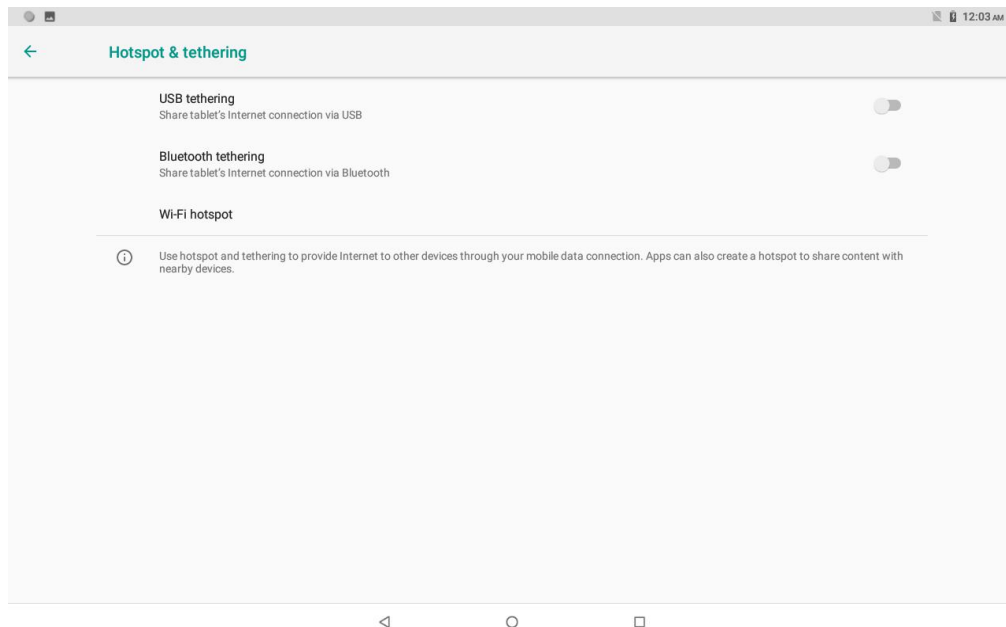 12:03 AM
Hotspot & tethering
USB tethering
Share tablet's Internet connection via USB
Bluetooth tethering
Share tablet's Internet connection via Bluetooth
Wi-Fi hotspot
Use hotspot and tethering to provide Internet to other devices through your mobile data connection. Apps can also create a hotspot to share content with
nearby devices.